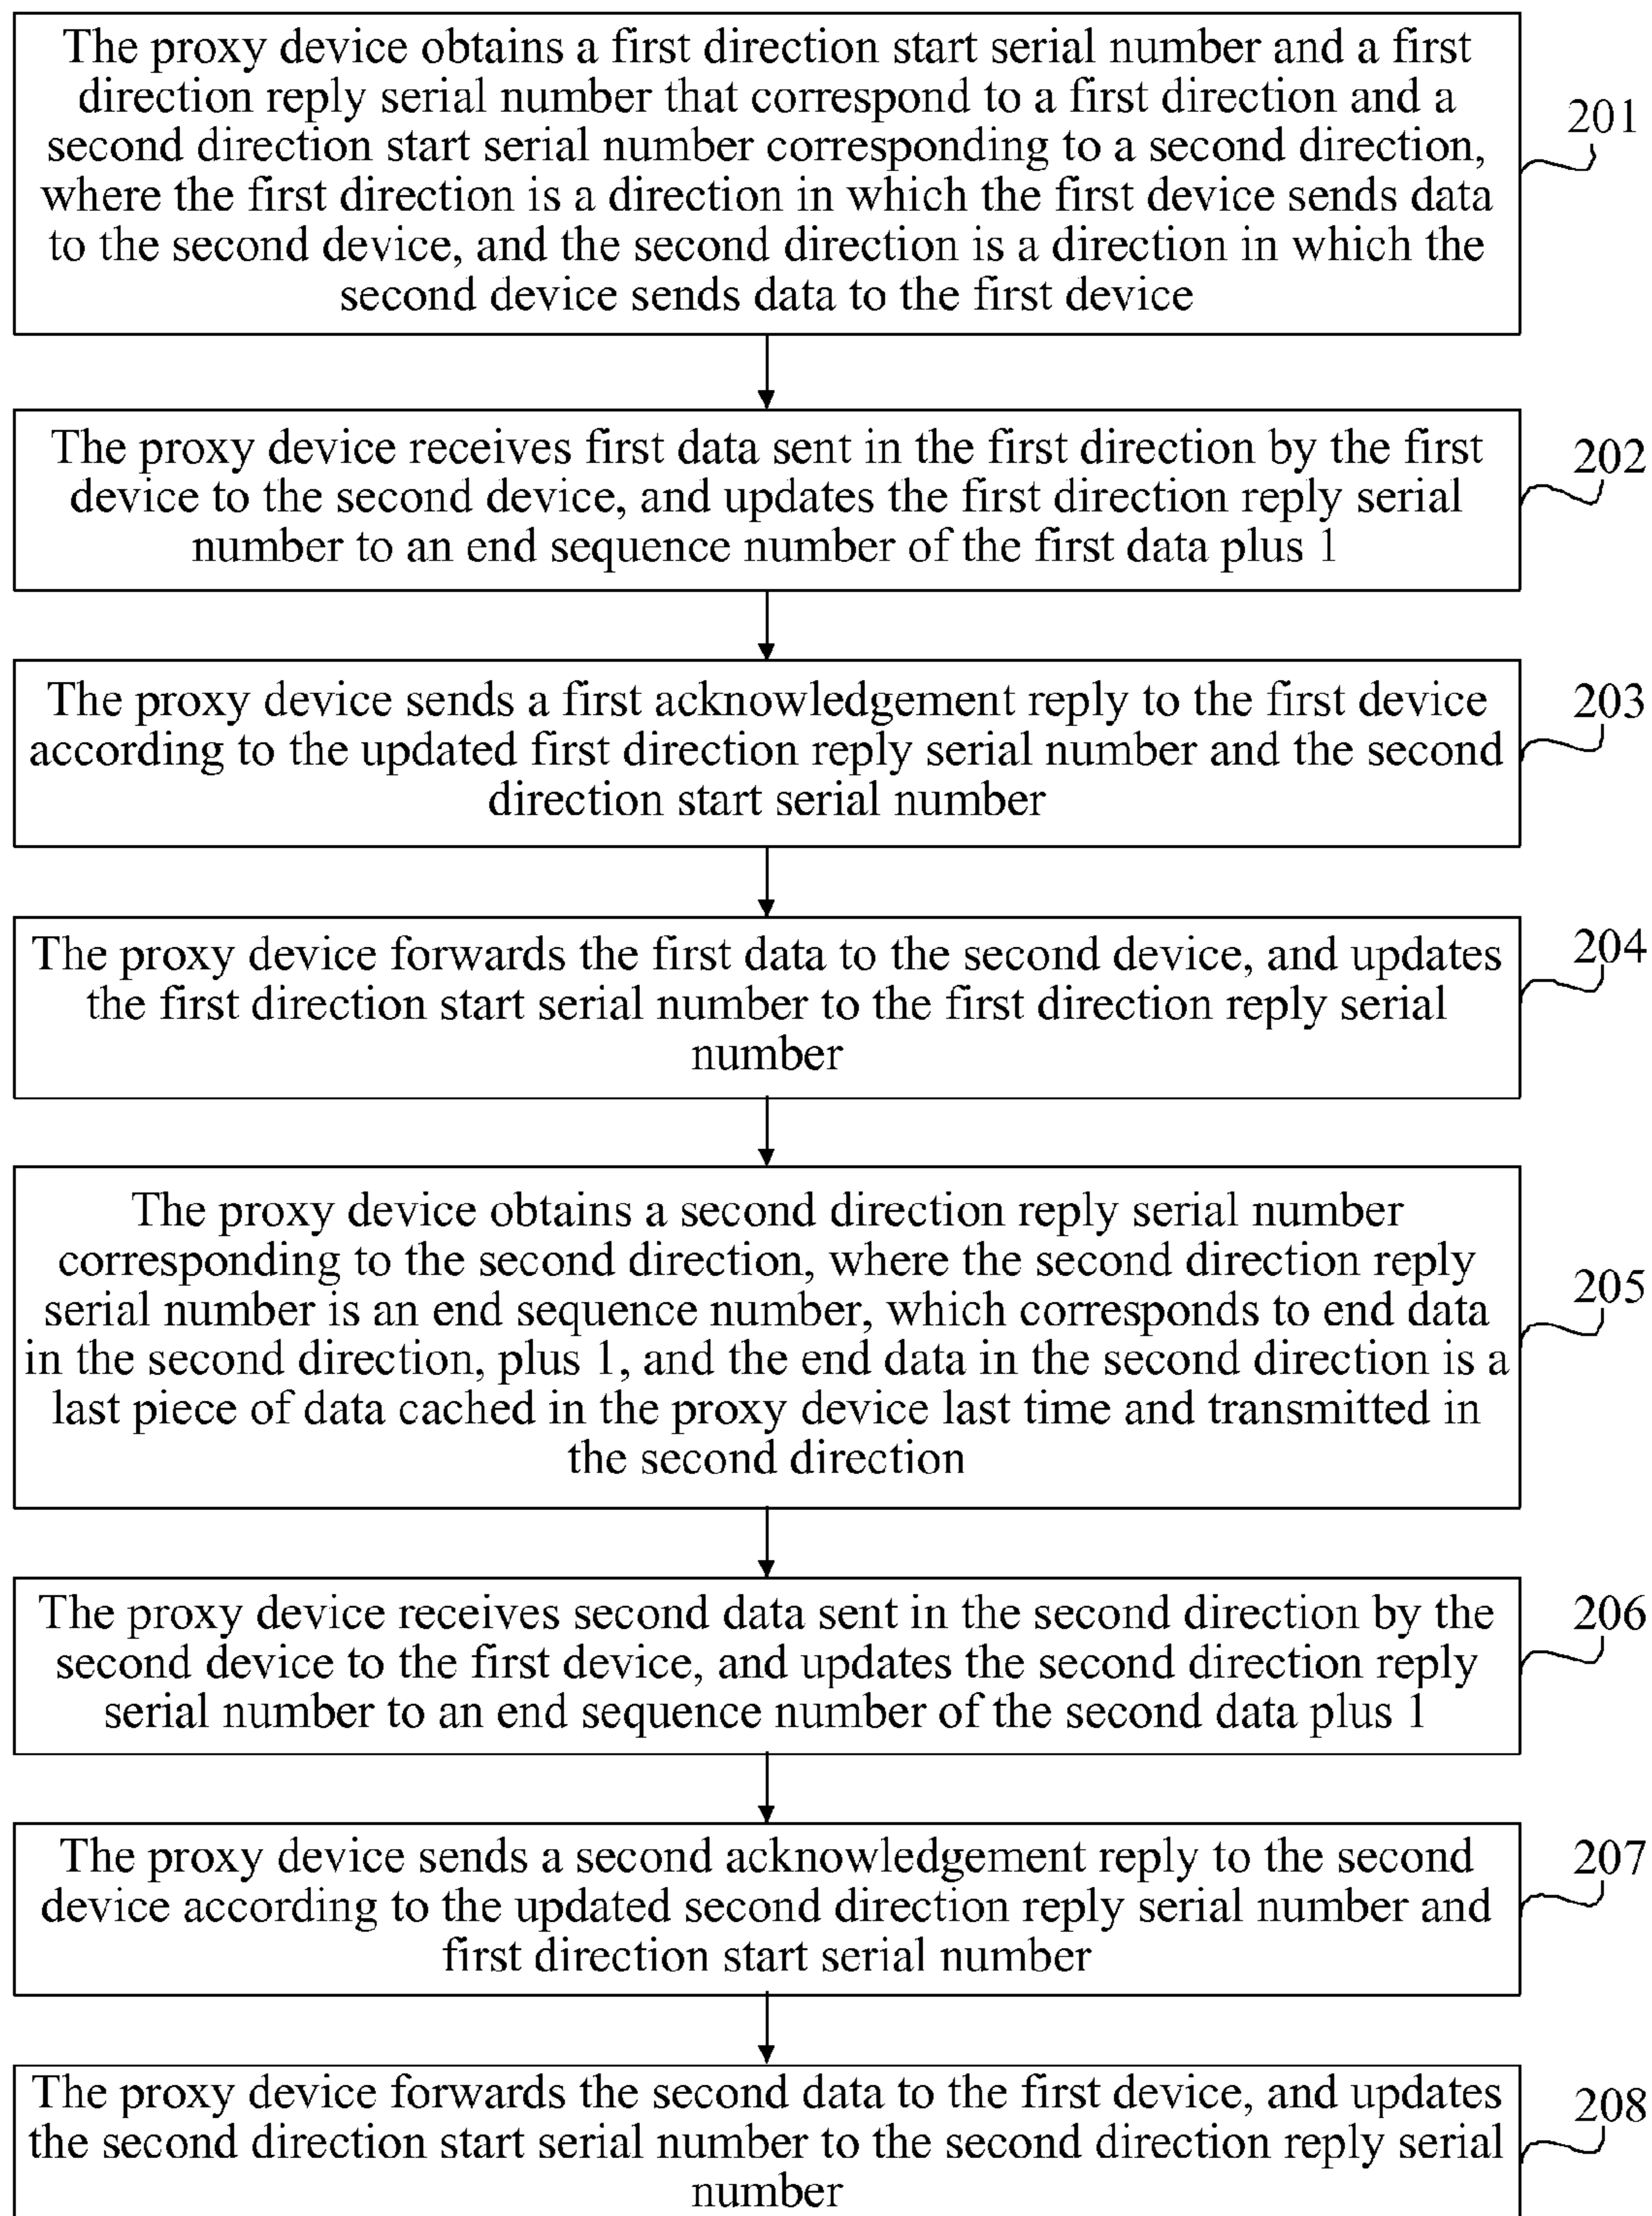 The proxy device obtains a first direction start serial number and a first
direction reply serial number that correspond to a first direction and a
second direction start serial number corresponding to a second direction,
where the first direction is a direction in which the first device sends data
to the second device, and the second direction is a direction in which the
second device sends data to the first device
201
The proxy device receives first data sent in the first direction by the first
device to the second device, and updates the first direction reply serial
number to an end sequence number of the first data plus 1
202
The proxy device sends a first acknowledgement reply to the first device
according to the updated first direction reply serial number and the second
direction start serial number
203
The proxy device forwards the first data to the second device, and updates
the first direction start serial number to the first direction reply serial
number
204
The proxy device obtains a second direction reply serial number
corresponding to the second direction, where the second direction reply
serial number is an end sequence number, which corresponds to end data
in the second direction, plus 1, and the end data in the second direction is a
last piece of data cached in the proxy device last time and transmitted in
the second direction
205
The proxy device receives second data sent in the second direction by the
second device to the first device, and updates the second direction reply
serial number to an end sequence number of the second data plus 1
206
The proxy device sends a second acknowledgement reply to the second
device according to the updated second direction reply serial number and
first direction start serial number
207
The proxy device forwards the second data to the first device, and updates
the second direction start serial number to the second direction reply serial
number
208